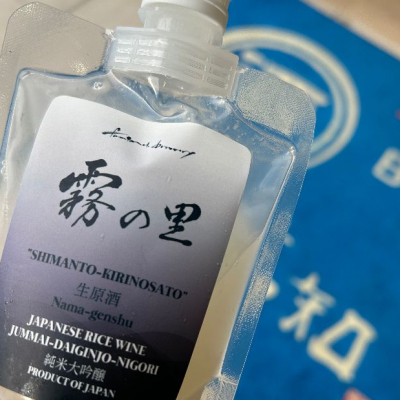 霧の里
"SHIMANTO-KIRINOSATO"
生原酒
Nama-genshu
JAPANESE RICE WINE
JUMMAI-DAIGINJO-NIGORI
純米大吟醸
PRODUCT OF JAPAN
B
知